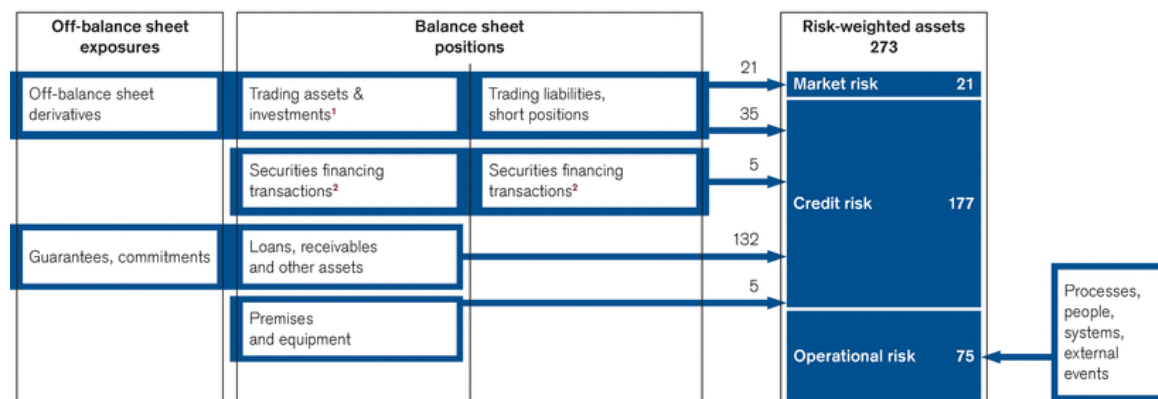 Off-balance sheet
exposures
Balance sheet
positions
Risk-weighted assets
273
Off-balance sheet
derivatives
Trading assets &
investments¹
Trading liabilities,
short positions
21
35
Market risk 21
Securities financing
transactions²
Securities financing
transactions²
5
Credit risk 177
Guarantees, commitments
Loans, receivables
and other assets
132
Premises
and equipment
5
Operational risk 75
Processes,
people,
systems,
external
events